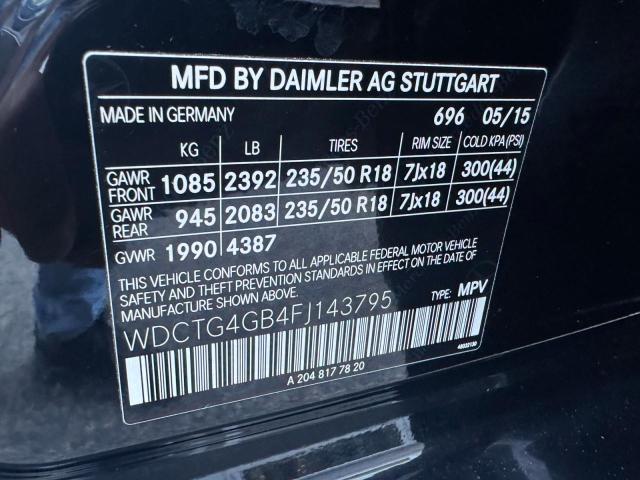 MFD BY DAIMLER AG STUTTGART
MADE IN GERMANY 696 05/15
KG LB TIRES RIM SIZE COLD KPA (PSI)
GAWR FRONT 1085 2392 235/50 R18 7Jx18 300(44)
GAWR REAR 945 2083 235/50 R18 7Jx18 300(44)
GVWR 1990 4387
THIS VEHICLE CONFORMS TO ALL APPLICABLE FEDERAL MOTOR VEHICLE
SAFETY AND THEFT PREVENTION STANDARDS IN EFFECT ON THE DATE OF
MANUFACTURE SHOWN ABOVE.
WDCTG4GB4FJ143795 TYPE: MPV
A 204 817 78 20